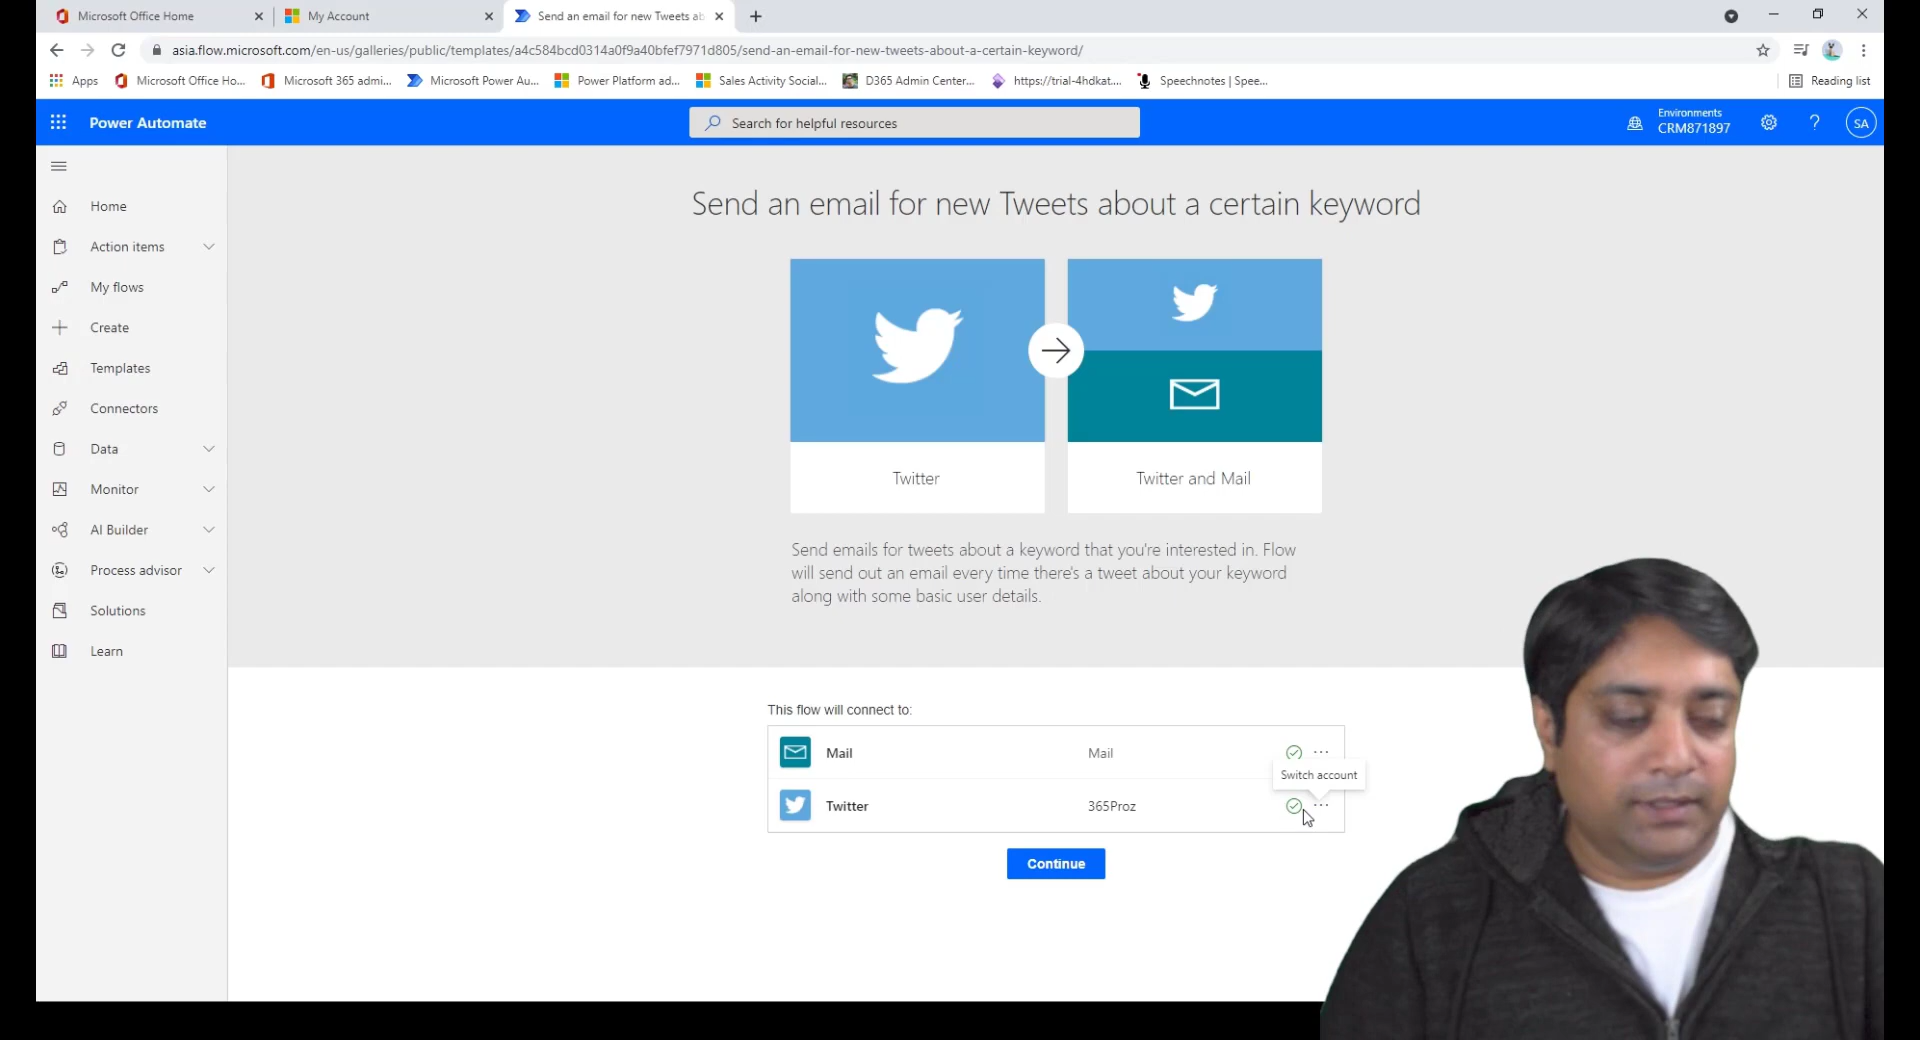 Microsoft Office Home
My Account
Send an email for new Tweets ab
asia.flow.microsoft.com/en-us/galleries/public/templates/a4c584bcd0314a0f9a40bfef7971d805/send-an-email-for-new-tweets-about-a-certain-keyword/
Apps
Microsoft Office Ho...
Microsoft 365 admi...
Microsoft Power Au...
Power Platform ad...
Sales Activity Social...
D365 Admin Center...
https://trial-4hdkat....
Speechnotes | Spee...
Reading list
Power Automate
Search for helpful resources
Environments
CRM871897
?
SA
Home
Action items
My flows
Create
Templates
Connectors
Data
Monitor
AI Builder
Process advisor
Solutions
Learn
Send an email for new Tweets about a certain keyword
Twitter
Twitter and Mail
Send emails for tweets about a keyword that you're interested in. Flow
will send out an email every time there's a tweet about your keyword
along with some basic user details.
This flow will connect to:
Mail
Mail
Switch account
Twitter
365Proz
Continue